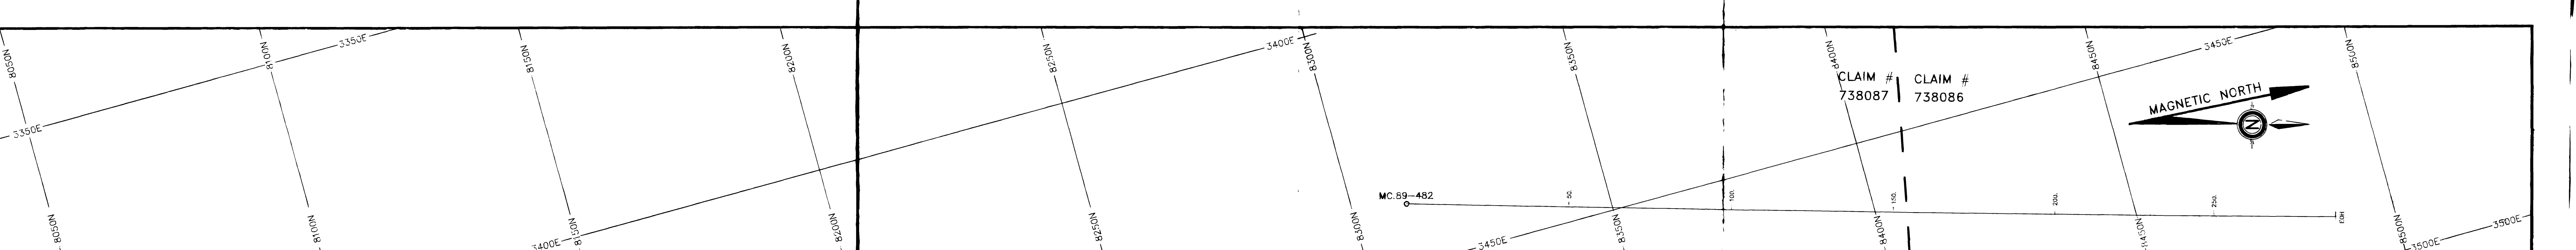 8050N
8100N
3350E
8150N
8200N
8250N
3400E
8300N
8350N
8400N
8450N
3450E
8500N
CLAIM #
738087
CLAIM #
738086
MAGNETIC NORTH
N
3350E
MC.89-482
50.
100.
150.
200.
250.
EOH
8050N
8100N
3400E
8150N
8200N
8250N
8300N
3450E
8350N
8400N
8450N
8500N
3500E
3500E